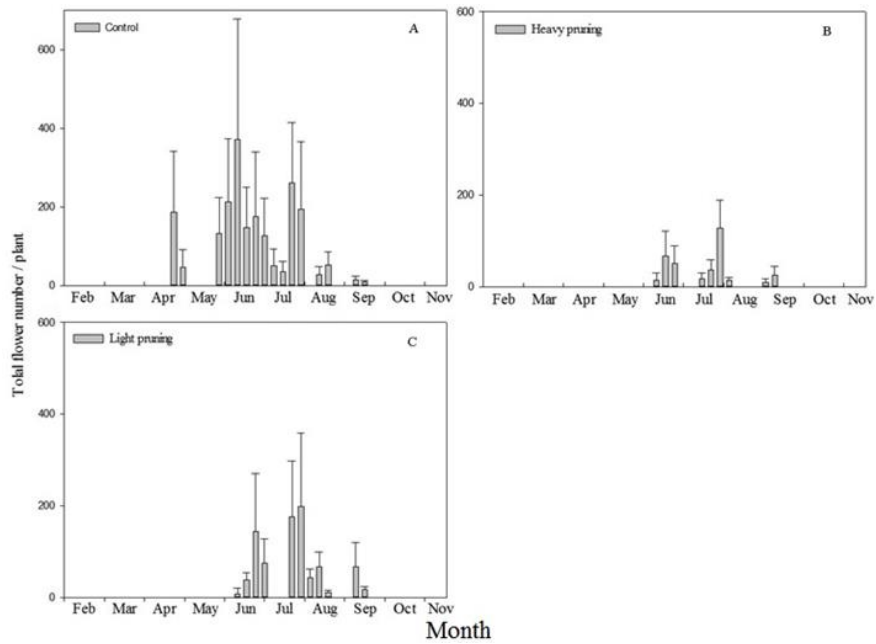 Control
A
600
400
200
0
Feb Mar Apr May Jun Jul Aug Sep Oct Nov
Heavy pruning
B
600
400
200
0
Feb Mar Apr May Jun Jul Aug Sep Oct Nov
Light pruning
C
600
400
200
0
Feb Mar Apr May Jun Jul Aug Sep Oct Nov
Total flower number / plant
Month